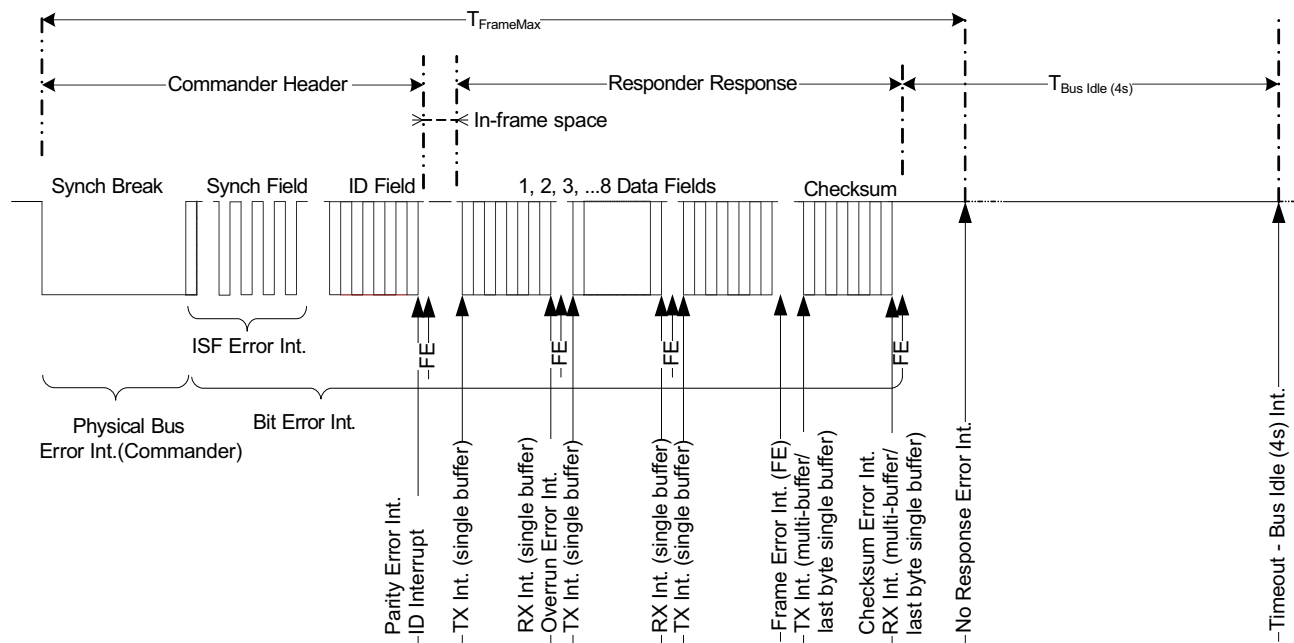 TFrameMax
Commander Header
Responder Response
TBus Idle (4s)
In-frame space
Synch Break
Synch Field
ID Field
1, 2, 3, ...8 Data Fields
Checksum
ISF Error Int.
FE
FE
FE
FE
Physical Bus
Error Int.(Commander)
Bit Error Int.
Parity Error Int.
ID Interrupt
TX Int. (single buffer)
RX Int. (single buffer)
Overrun Error Int.
TX Int. (single buffer)
RX Int. (single buffer)
TX Int. (single buffer)
Frame Error Int. (FE)
TX Int. (multi-buffer/
last byte single buffer)
Checksum Error Int.
RX Int. (multi-buffer/
last byte single buffer)
No Response Error Int.
Timeout - Bus Idle (4s) Int.